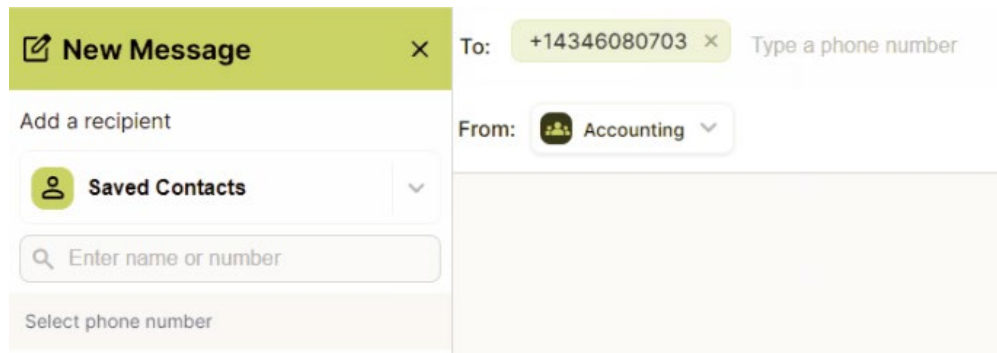 New Message ×
Add a recipient
Saved Contacts
Enter name or number
Select phone number
To: +14346080703 × Type a phone number
From: Accounting